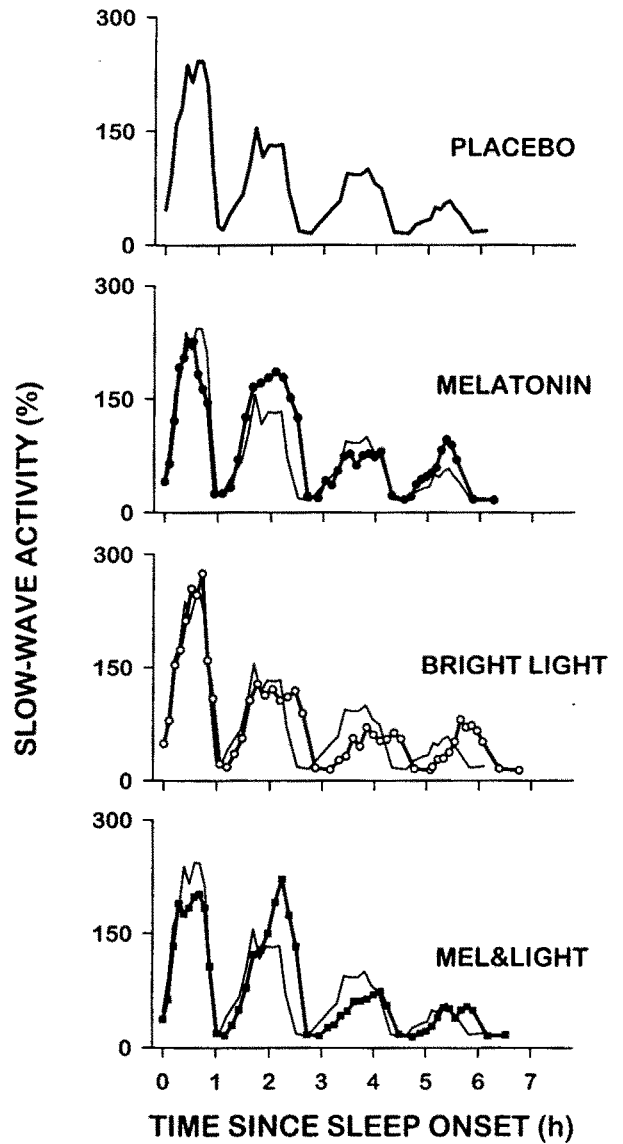 300
150
0
PLACEBO
300
150
0
MELATONIN
SLOW-WAVE ACTIVITY (%)
300
150
0
BRIGHT LIGHT
300
150
0
MEL&LIGHT
0 1 2 3 4 5 6 7
TIME SINCE SLEEP ONSET (h)